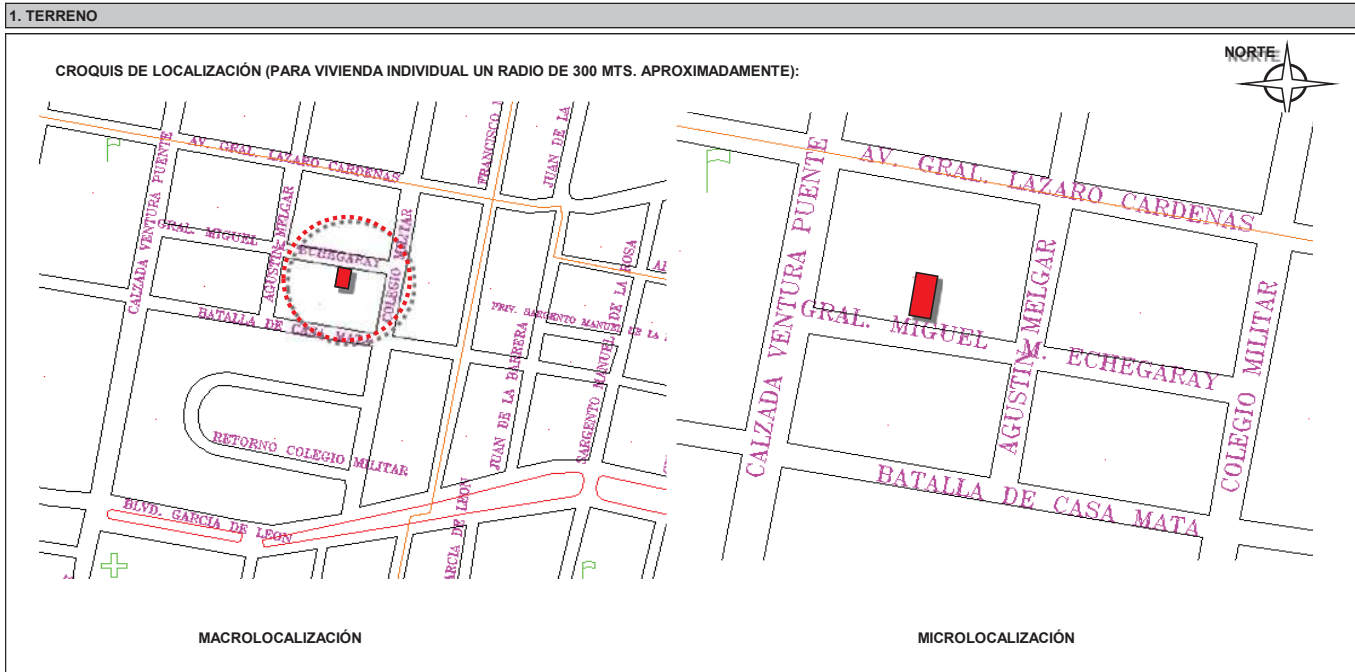 1. TERRENO
NORTE
CROQUIS DE LOCALIZACIÓN (PARA VIVIENDA INDIVIDUAL UN RADIO DE 300 MTS. APROXIMADAMENTE):
AV. GRAL. LAZARO CARDENAS
CALZADA VENTURA PUENTE
GRAL. MIGUEL
ECHEGARAY
AGUSTIN MELGAR
COLEGIO MILITAR
BATALLA DE CASA MATA
FRANCISCO
JUAN DE LA
PRIV. SARGENTO MANUEL DE LA
SARGENTO MANUEL DE LA ROSA
JUAN DE LA BARRERA
RETORNO COLEGIO MILITAR
BLVD. GARCIA DE LEON
GARCIA DE LEON
AV. GRAL. LAZARO CARDENAS
CALZADA VENTURA PUENTE
GRAL. MIGUEL M. ECHEGARAY
AGUSTIN MELGAR
COLEGIO MILITAR
BATALLA DE CASA MATA
MACROLOCALIZACIÓN
MICROLOCALIZACIÓN